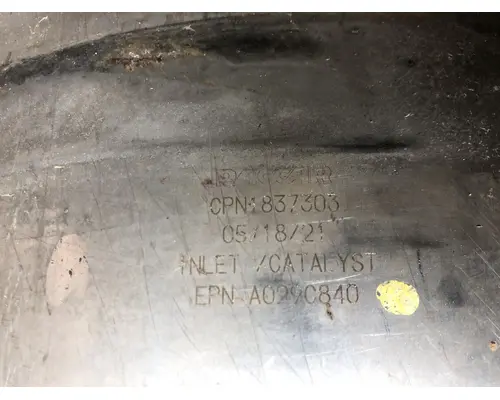 CPN: 837303
05/18/21
INLET /CATALYST
EPN A029C840